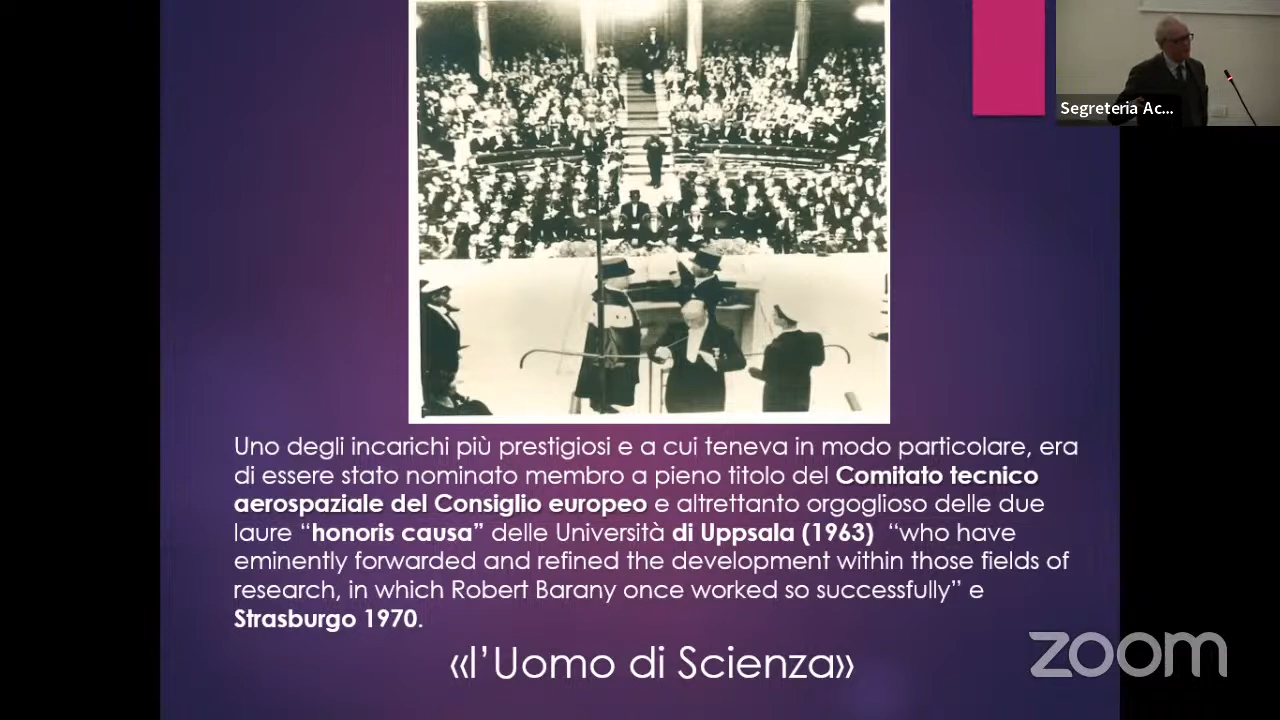 Segreteria Ac...
Uno degli incarichi più prestigiosi e a cui teneva in modo particolare, era
di essere stato nominato membro a pieno titolo del Comitato tecnico
aerospaziale del Consiglio europeo e altrettanto orgoglioso delle due
laure “honoris causa” delle Università di Uppsala (1963) “who have
eminently forwarded and refined the development within those fields of
research, in which Robert Barany once worked so successfully” e
Strasburgo 1970.
«l’Uomo di Scienza»
zoom